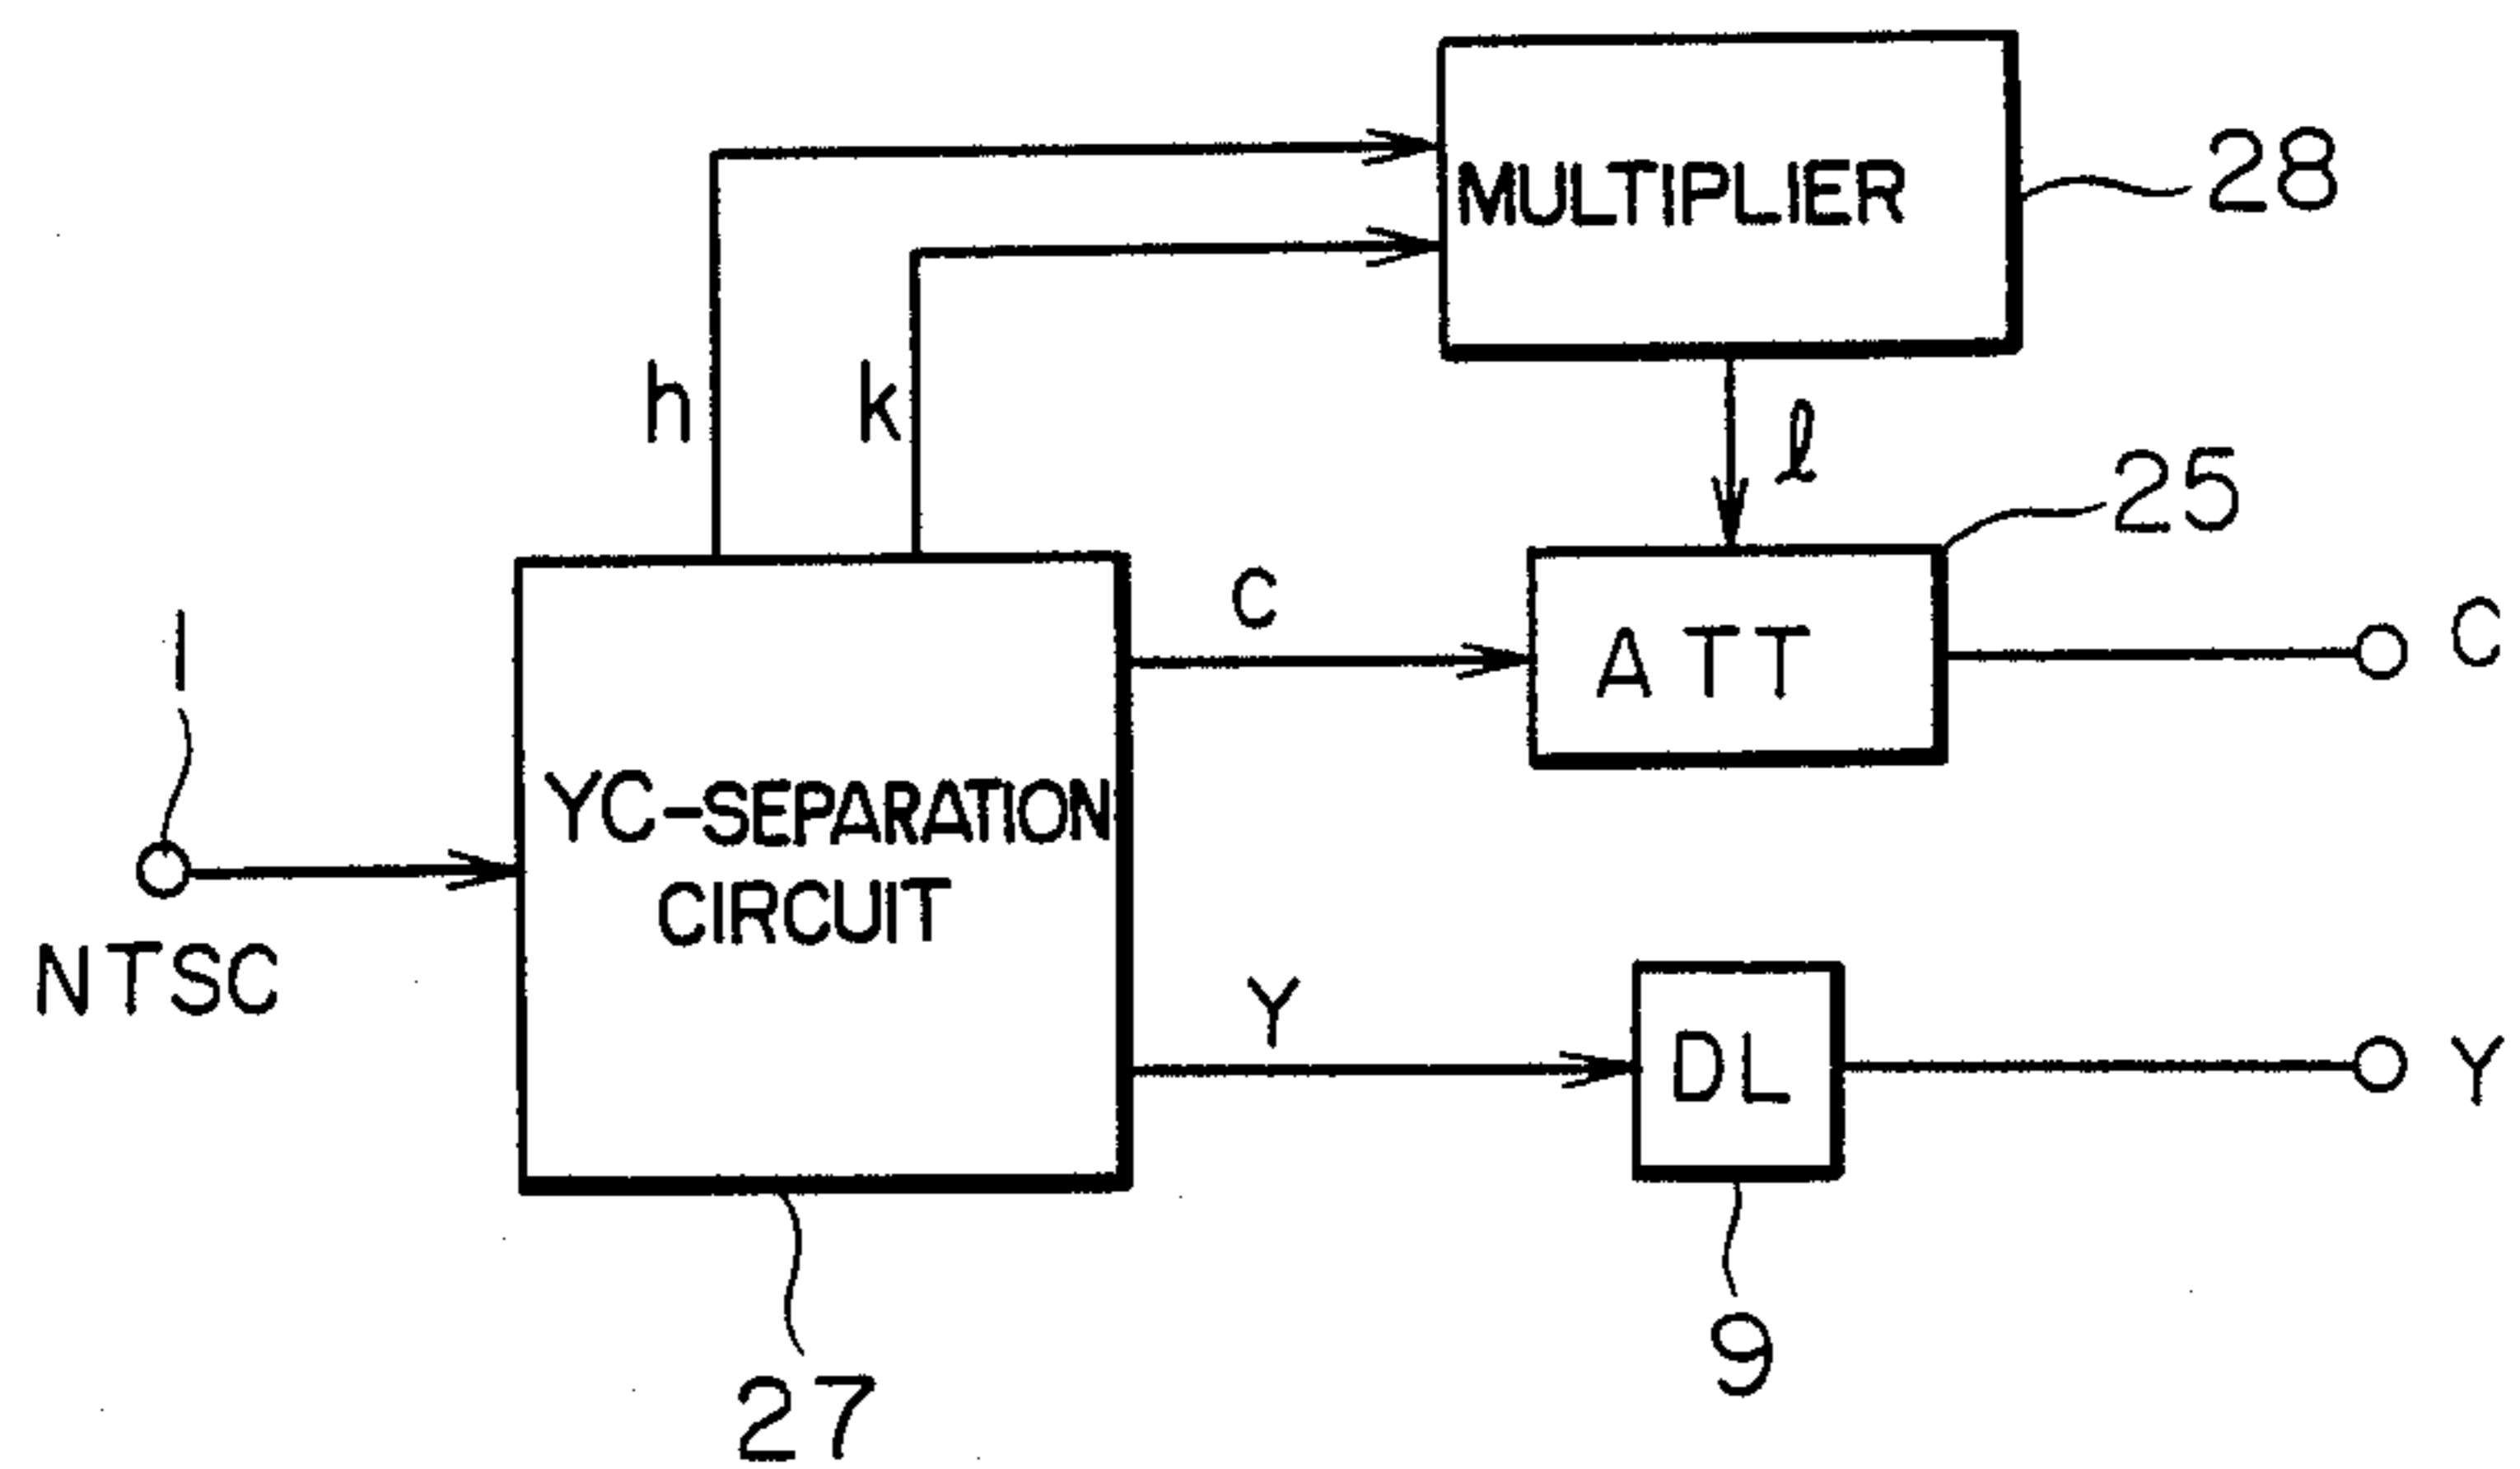 MULTIPLIER
28
h
k
ℓ
25
C
ATT
C
1
YC-SEPARATION
CIRCUIT
NTSC
Y
DL
Y
9
27